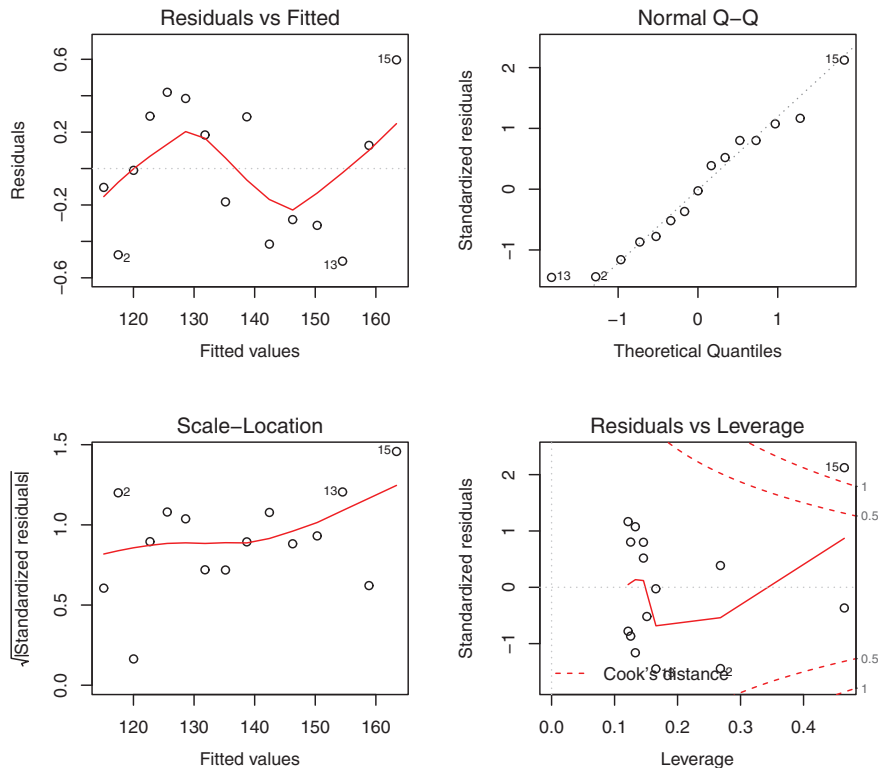 Residuals vs Fitted
Residuals
0.6
0.2
−0.2
−0.6
15
2
13
120 130 140 150 160
Fitted values
Normal Q−Q
Standardized residuals
2
1
0
−1
15
13
2
−1 0 1
Theoretical Quantiles
Scale−Location
√|Standardized residuals|
1.5
1.0
0.5
0.0
15
2
13
120 130 140 150 160
Fitted values
Residuals vs Leverage
Standardized residuals
2
1
0
−1
15
1
0.5
0.5
1
2
Cook's distance
0.0 0.1 0.2 0.3 0.4
Leverage